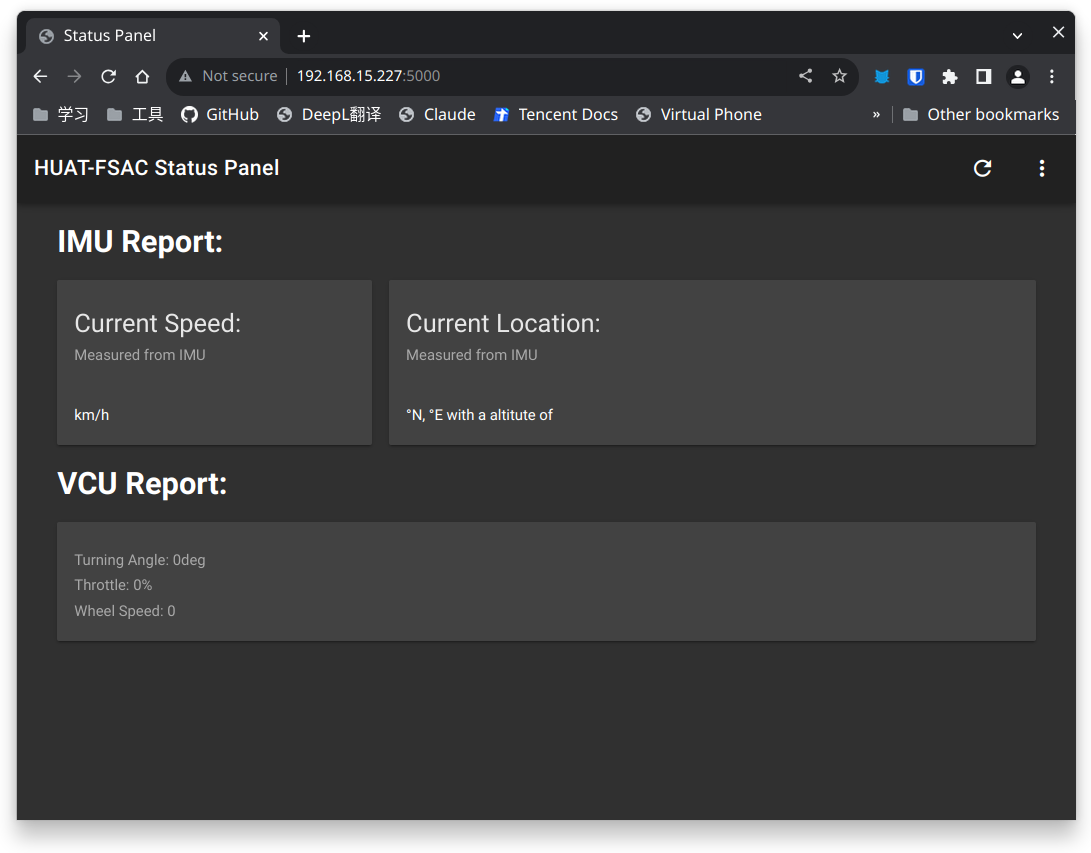 Status Panel
Not secure 192.168.15.227:5000
学习 工具 GitHub DeepL翻译 Claude Tencent Docs Virtual Phone » Other bookmarks
HUAT-FSAC Status Panel
IMU Report:
Current Speed:
Measured from IMU
km/h
Current Location:
Measured from IMU
°N, °E with a altitute of
VCU Report:
Turning Angle: 0deg
Throttle: 0%
Wheel Speed: 0